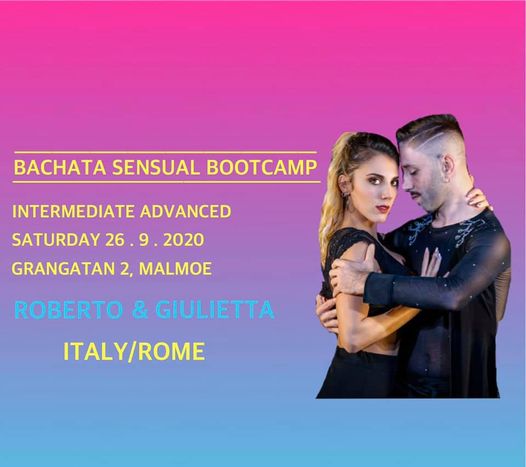 BACHATA SENSUAL BOOTCAMP
INTERMEDIATE ADVANCED
SATURDAY 26 . 9 . 2020
GRANGATAN 2, MALMOE
ROBERTO & GIULIETTA
ITALY/ROME